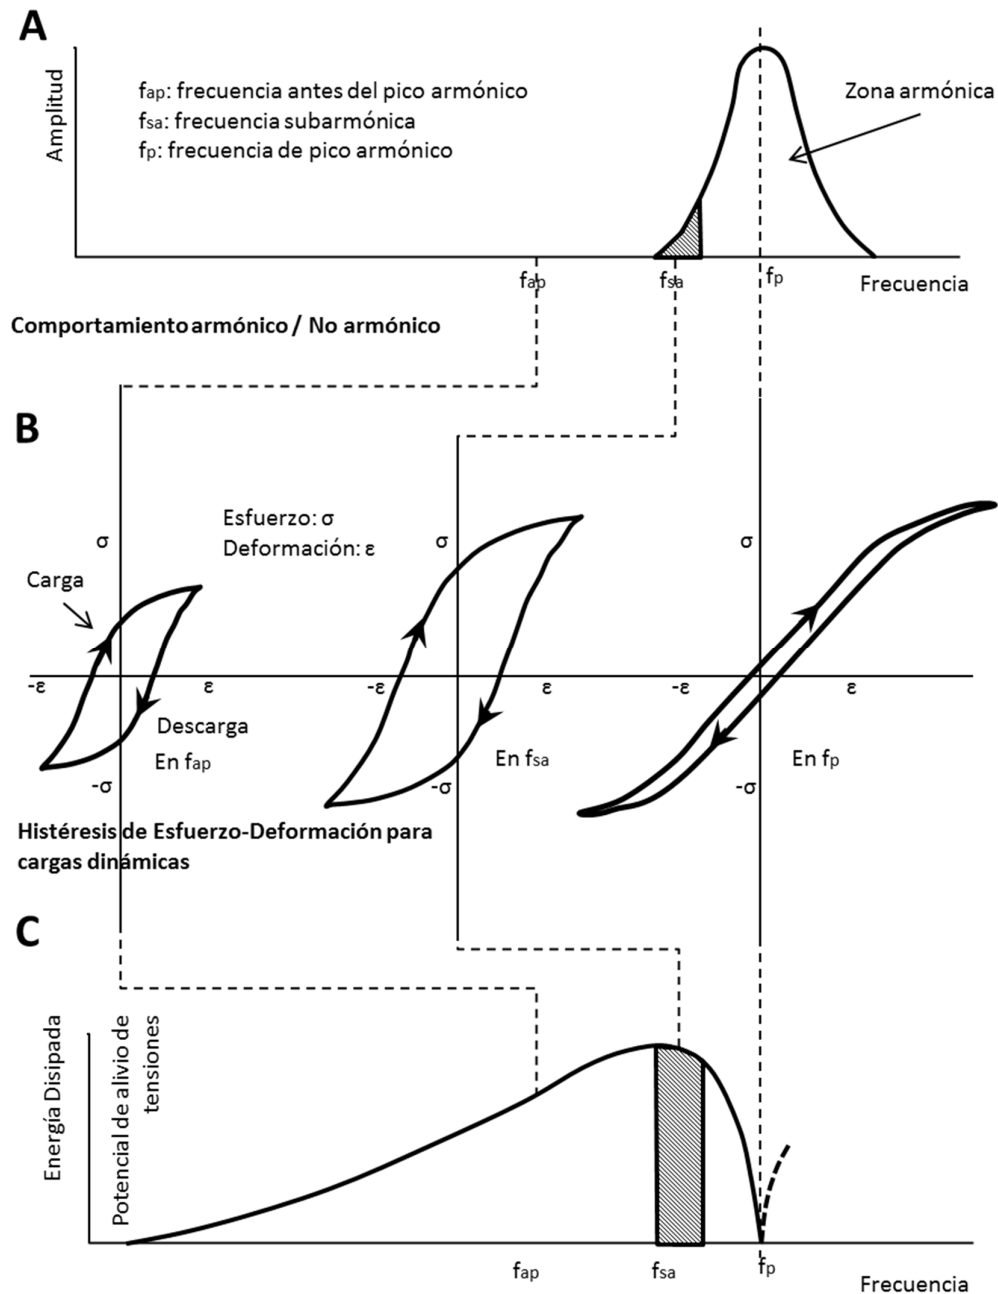 A
Amplitud
fap: frecuencia antes del pico armónico
fsa: frecuencia subarmónica
fp: frecuencia de pico armónico
Zona armónica
fap
fsa
fp
Frecuencia
Comportamiento armónico / No armónico
B
Esfuerzo: σ
Deformación: ε
σ
σ
σ
Carga
-ε
ε
-ε
ε
-ε
ε
Descarga
En fap
En fsa
En fp
-σ
-σ
-σ
Histéresis de Esfuerzo-Deformación para
cargas dinámicas
C
Energía Disipada
Potencial de alivio de
tensiones
fap
fsa
fp
Frecuencia